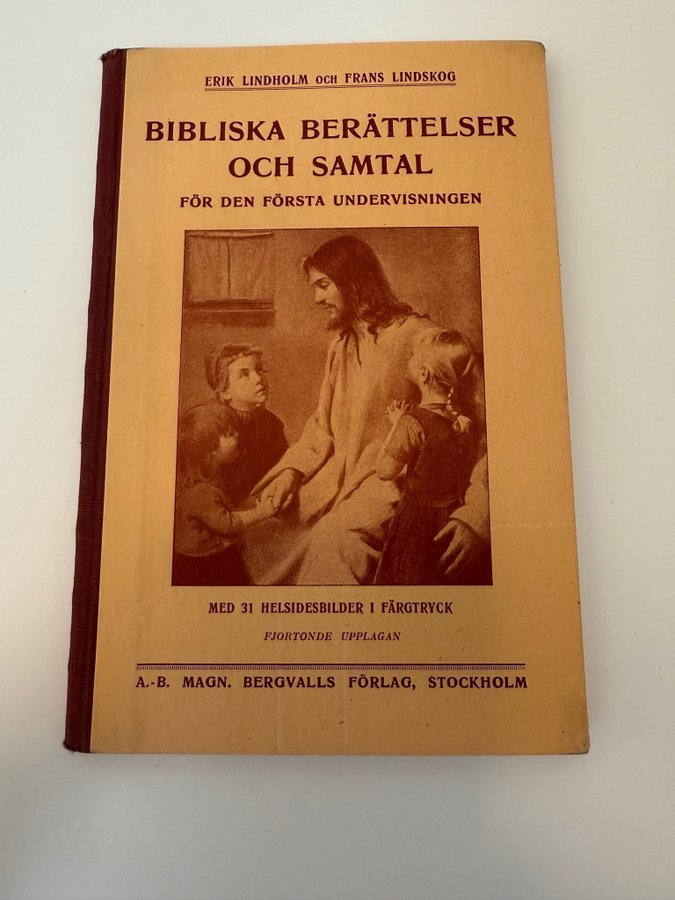 ERIK LINDHOLM OCH FRANS LINDSKOG
BIBLISKA BERÄTTELSER
OCH SAMTAL
FÖR DEN FÖRSTA UNDERVISNINGEN
MED 31 HELSIDESBILDER I FÄRGTRYCK
FJORTONDE UPPLAGAN
A.-B. MAGN. BERGVALLS FÖRLAG, STOCKHOLM